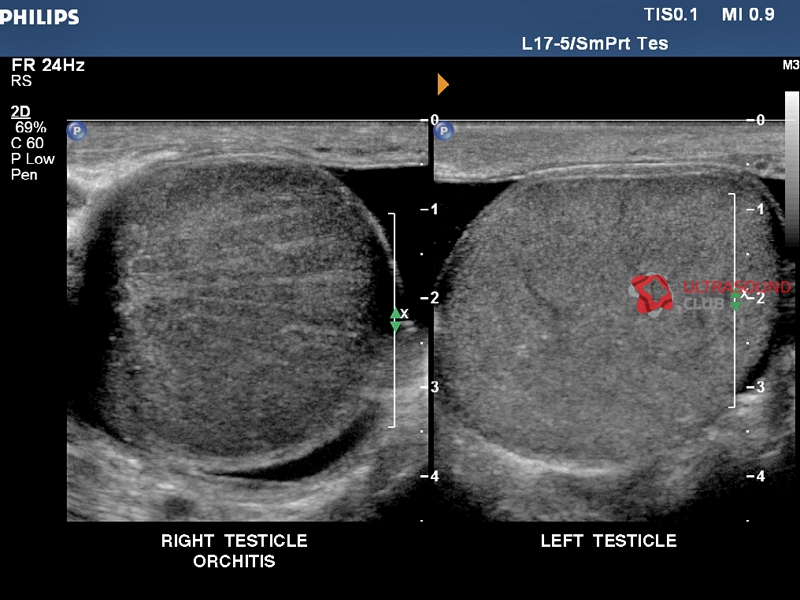 PHILIPS
TIS0.1 MI 0.9
L17-5/SmPrt Tes
FR 24Hz
RS
M3
2D
69%
C 60
P Low
Pen
P
P
0
0
1
1
2
X
X
2
3
3
4
4
ULTRASOUND
CLUB
RIGHT TESTICLE
ORCHITIS
LEFT TESTICLE